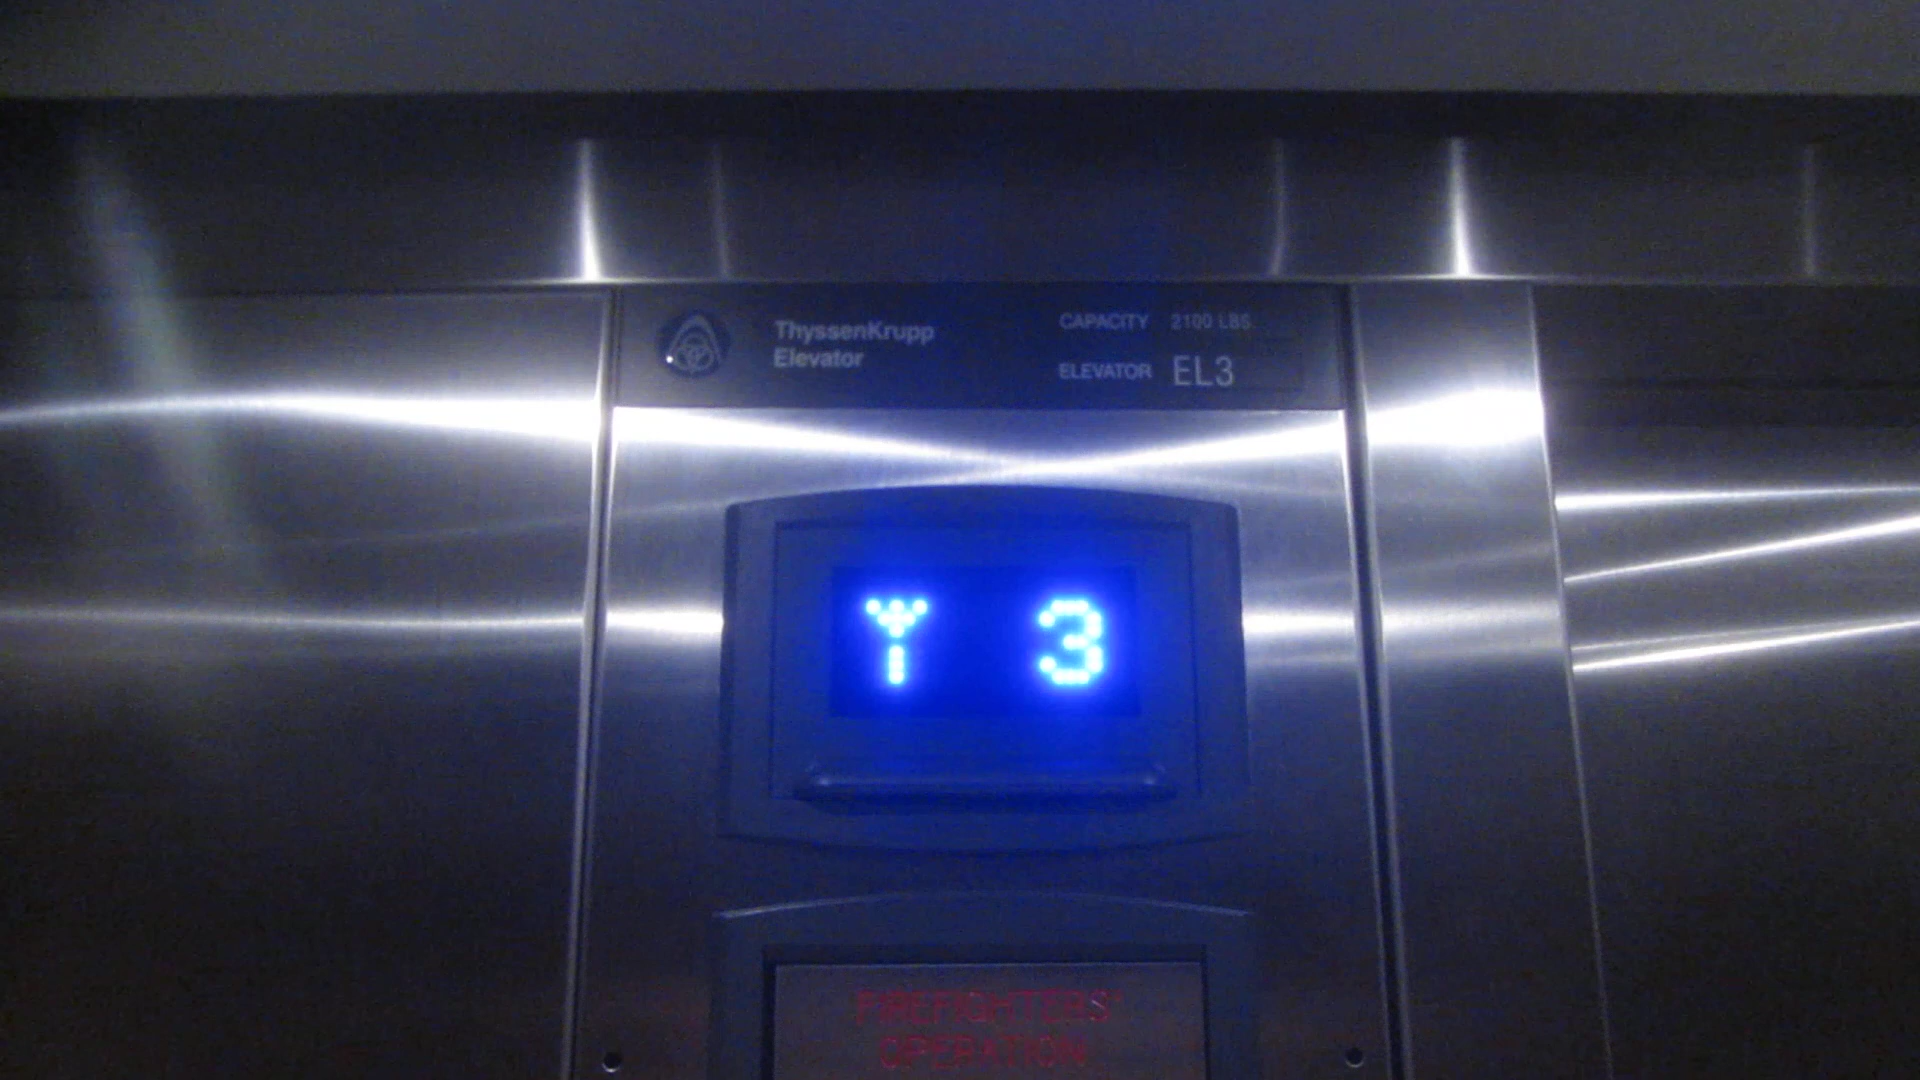 ThyssenKrupp
Elevator
CAPACITY 2100 LBS.
ELEVATOR EL3
3
FIREFIGHTERS'
OPERATION